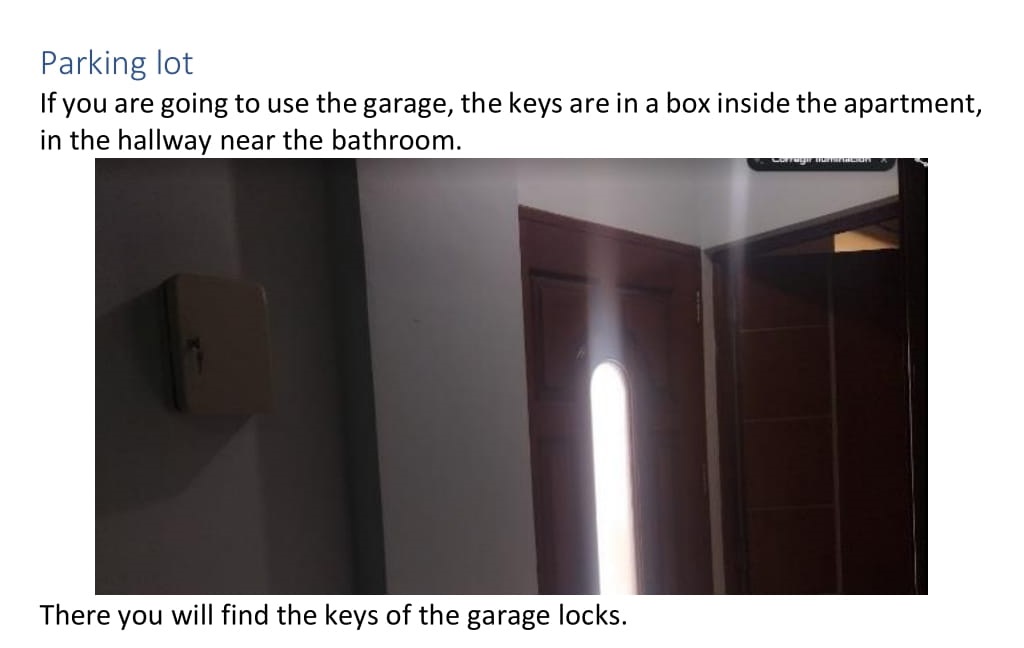 Parking lot
If you are going to use the garage, the keys are in a box inside the apartment,
in the hallway near the bathroom.
Corregir iluminación
There you will find the keys of the garage locks.